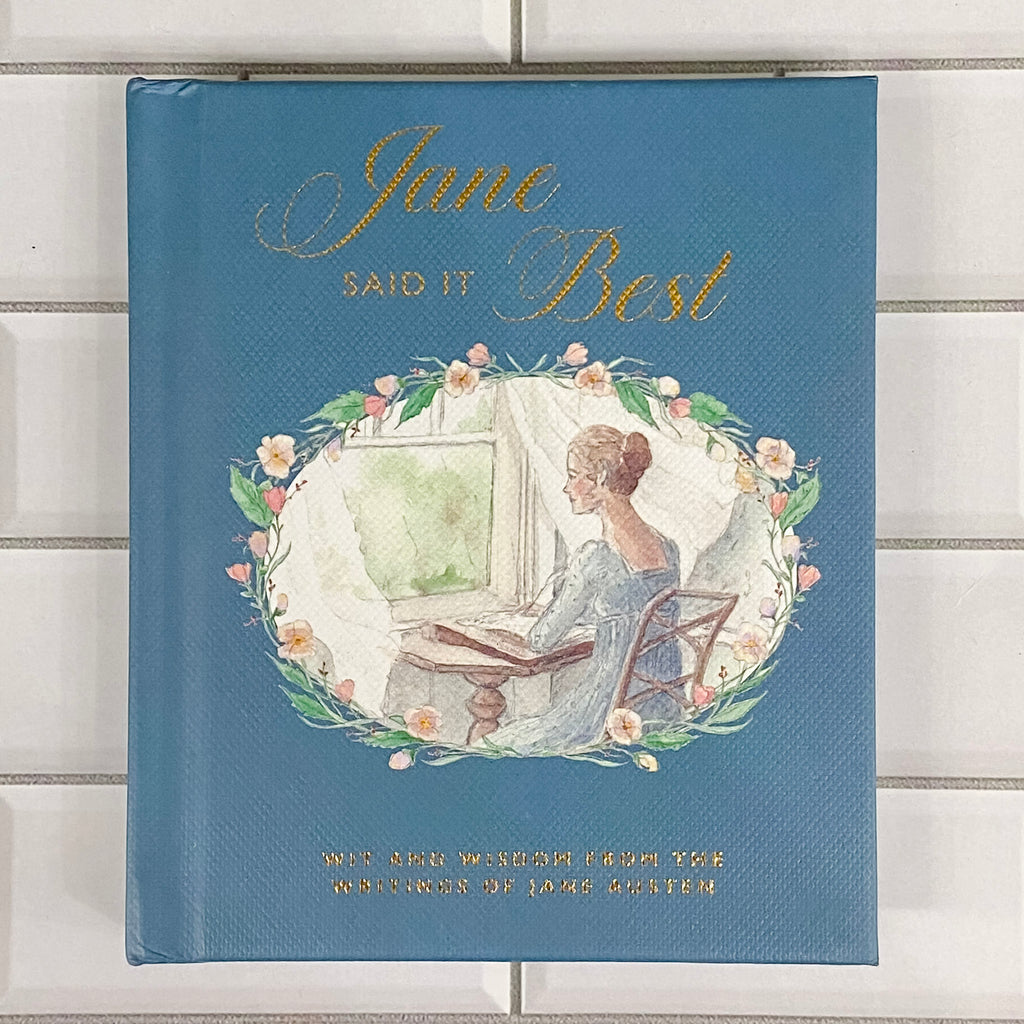 Jane
SAID IT Best
WIT AND WISDOM FROM THE
WRITINGS OF JANE AUSTEN